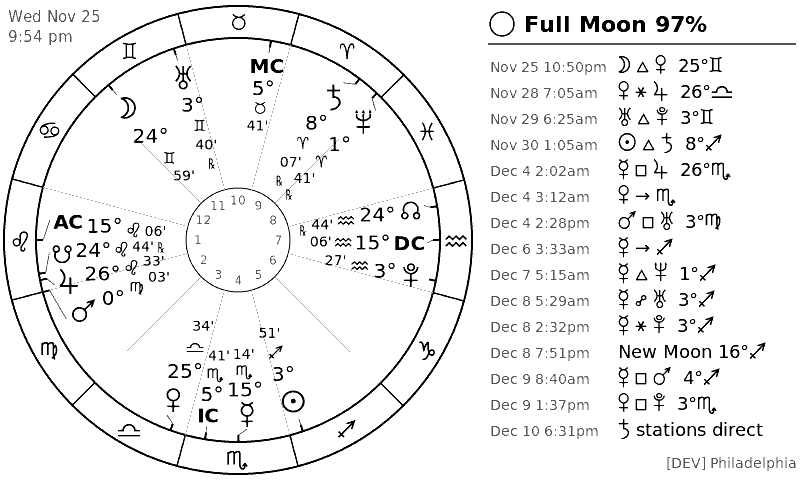 Wed Nov 25
9:54 pm
♉
♊
♈
♋
♓
♌
♒
♍
♑
♎
♐
♏
MC
5°
♉
41'
♅
3°
♊
40'
℞
☽
24°
♊
59'
♄
8°
♈
07'
℞
♆
1°
♈
41'
℞
AC 15° ♌ 06'
☋ 24° ♌ 44' ℞
♃ 26° ♌ 33'
♂ 0° ♍ 03'
℞ 44' ♒ 24° ☊
06' ♒ 15° DC
27' ♒ 3° ♇
10
11
9
12
8
1
7
2
6
3
5
4
34'
♎
25°
♀
41'
♏
5°
IC
14'
♏
15°
☿
51'
♐
3°
☉
Full Moon 97%
Nov 25 10:50pm ☽ △ ♀ 25°♊
Nov 28 7:05am ♀ ⚹ ♃ 26°♎
Nov 29 6:25am ♅ △ ♇ 3°♊
Nov 30 1:05am ☉ △ ♄ 8°♐
Dec 4 2:02am ☿ □ ♃ 26°♏
Dec 4 3:12am ♀ → ♏
Dec 4 2:28pm ♂ □ ♅ 3°♍
Dec 6 3:33am ☿ → ♐
Dec 7 5:15am ☿ △ ♆ 1°♐
Dec 8 5:29am ☿ ☍ ♅ 3°♐
Dec 8 2:32pm ☿ ⚹ ♇ 3°♐
Dec 8 7:51pm New Moon 16°♐
Dec 9 8:40am ☿ □ ♂ 4°♐
Dec 9 1:37pm ♀ □ ♇ 3°♏
Dec 10 6:31pm ♄ stations direct
[DEV] Philadelphia